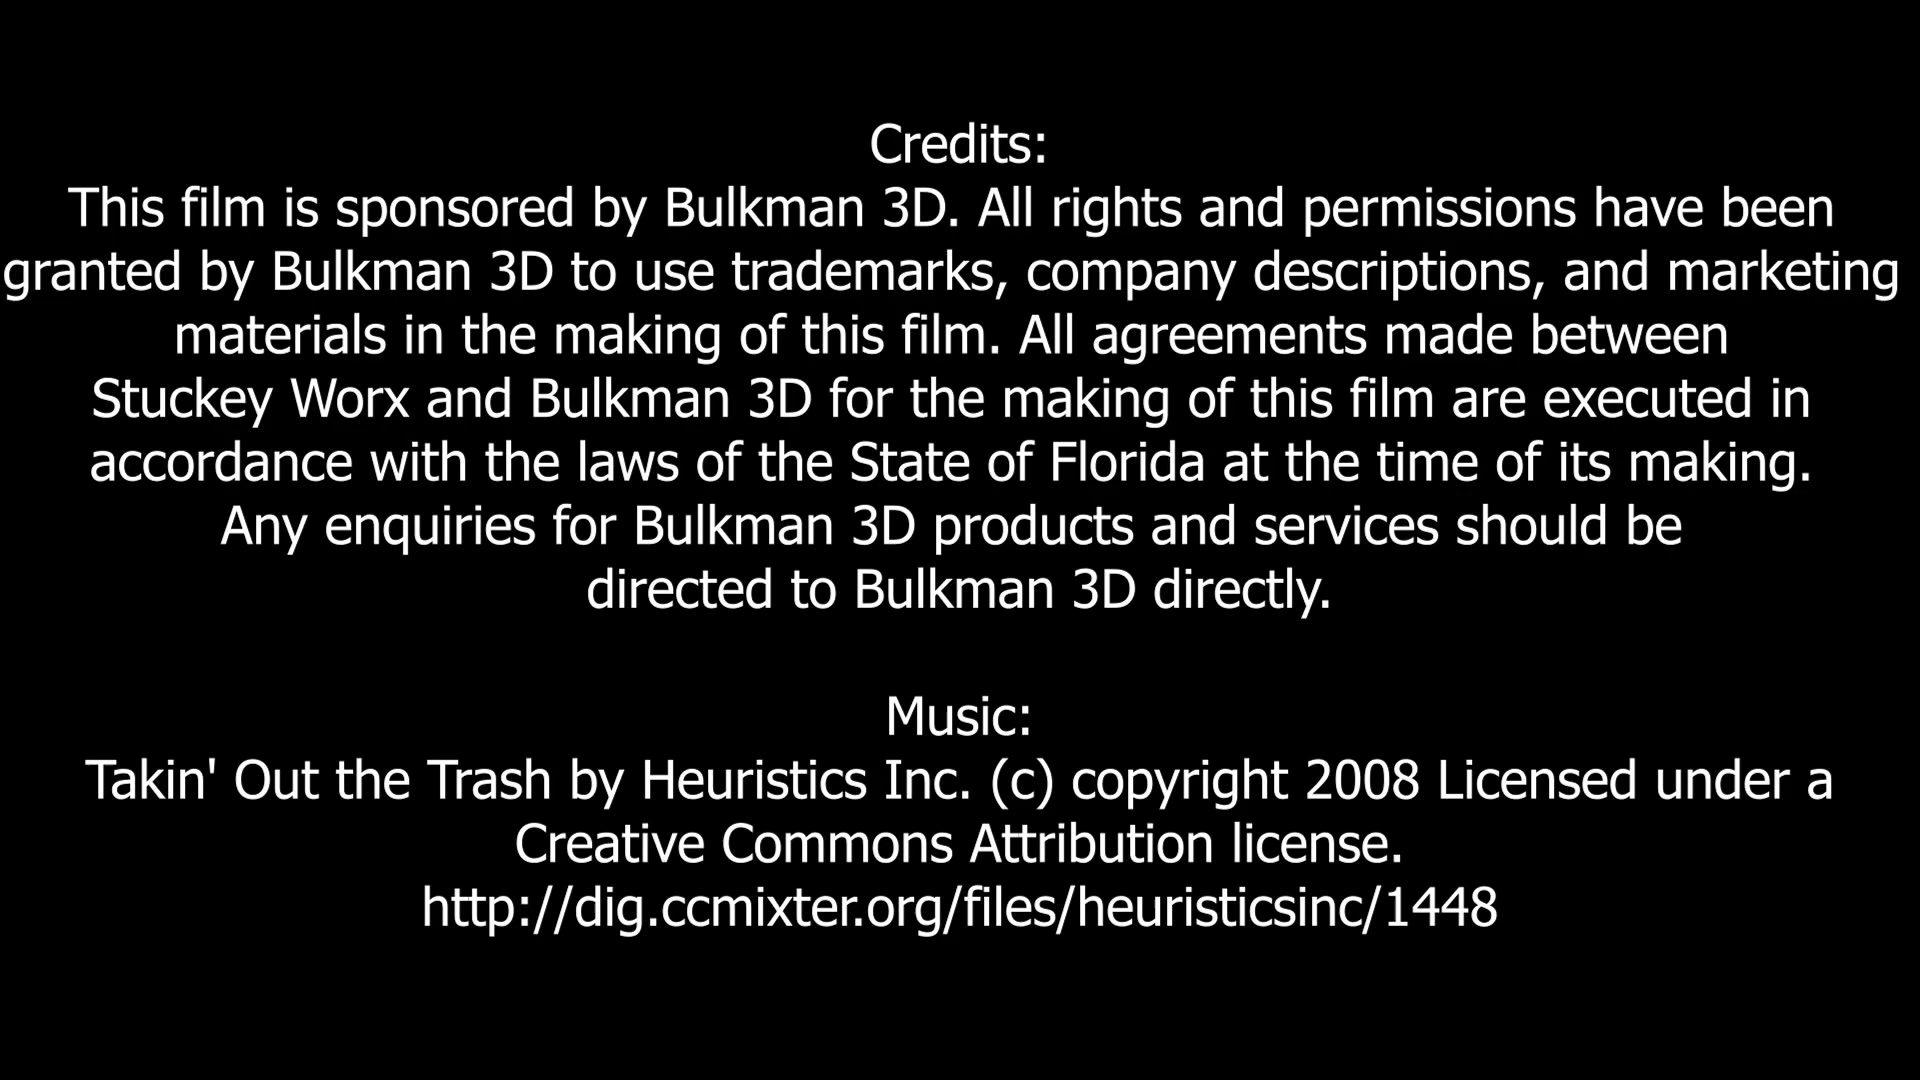 Credits:
This film is sponsored by Bulkman 3D. All rights and permissions have been
granted by Bulkman 3D to use trademarks, company descriptions, and marketing
materials in the making of this film. All agreements made between
Stuckey Worx and Bulkman 3D for the making of this film are executed in
accordance with the laws of the State of Florida at the time of its making.
Any enquiries for Bulkman 3D products and services should be
directed to Bulkman 3D directly.
Music:
Takin' Out the Trash by Heuristics Inc. (c) copyright 2008 Licensed under a
Creative Commons Attribution license.
http://dig.ccmixter.org/files/heuristicsinc/1448